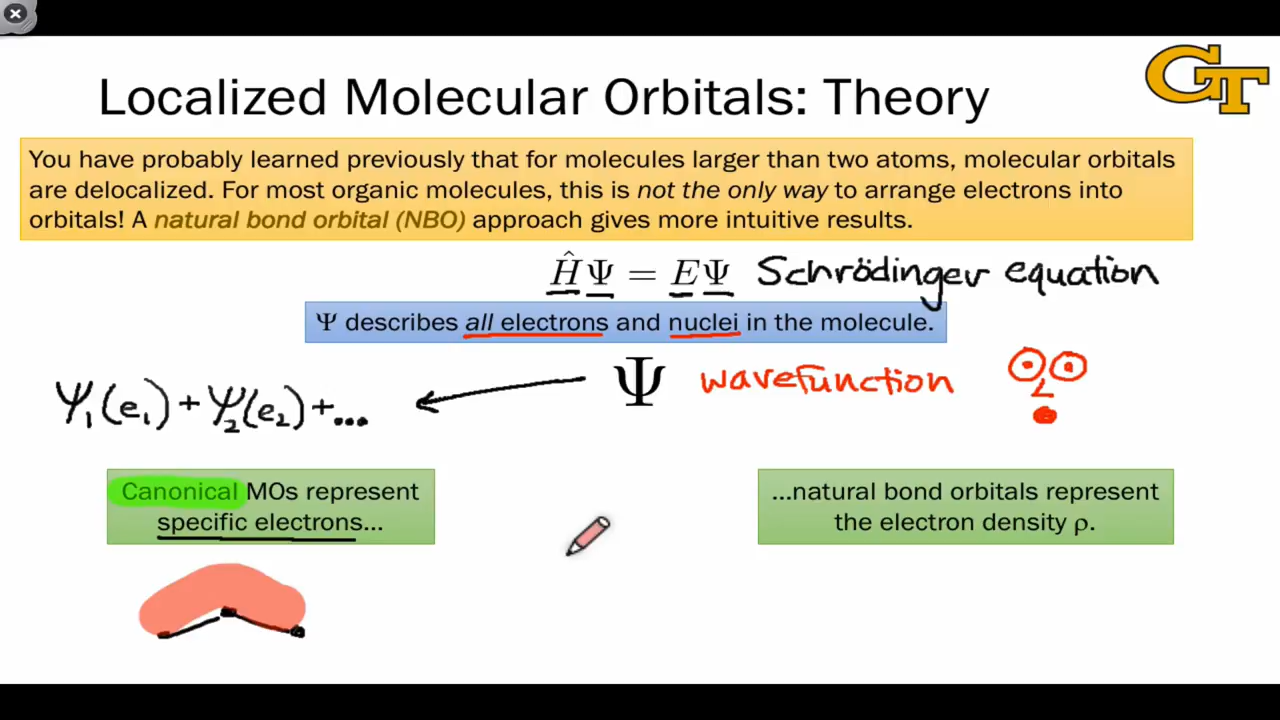 GT
Localized Molecular Orbitals: Theory
You have probably learned previously that for molecules larger than two atoms, molecular orbitals
are delocalized. For most organic molecules, this is not the only way to arrange electrons into
orbitals! A natural bond orbital (NBO) approach gives more intuitive results.
ĤΨ = EΨ Schrödinger equation
Ψ describes all electrons and nuclei in the molecule.
Ψ₁(e₁) + Ψ₂(e₂) + ...
Ψ wavefunction
Canonical MOs represent
specific electrons...
...natural bond orbitals represent
the electron density ρ.